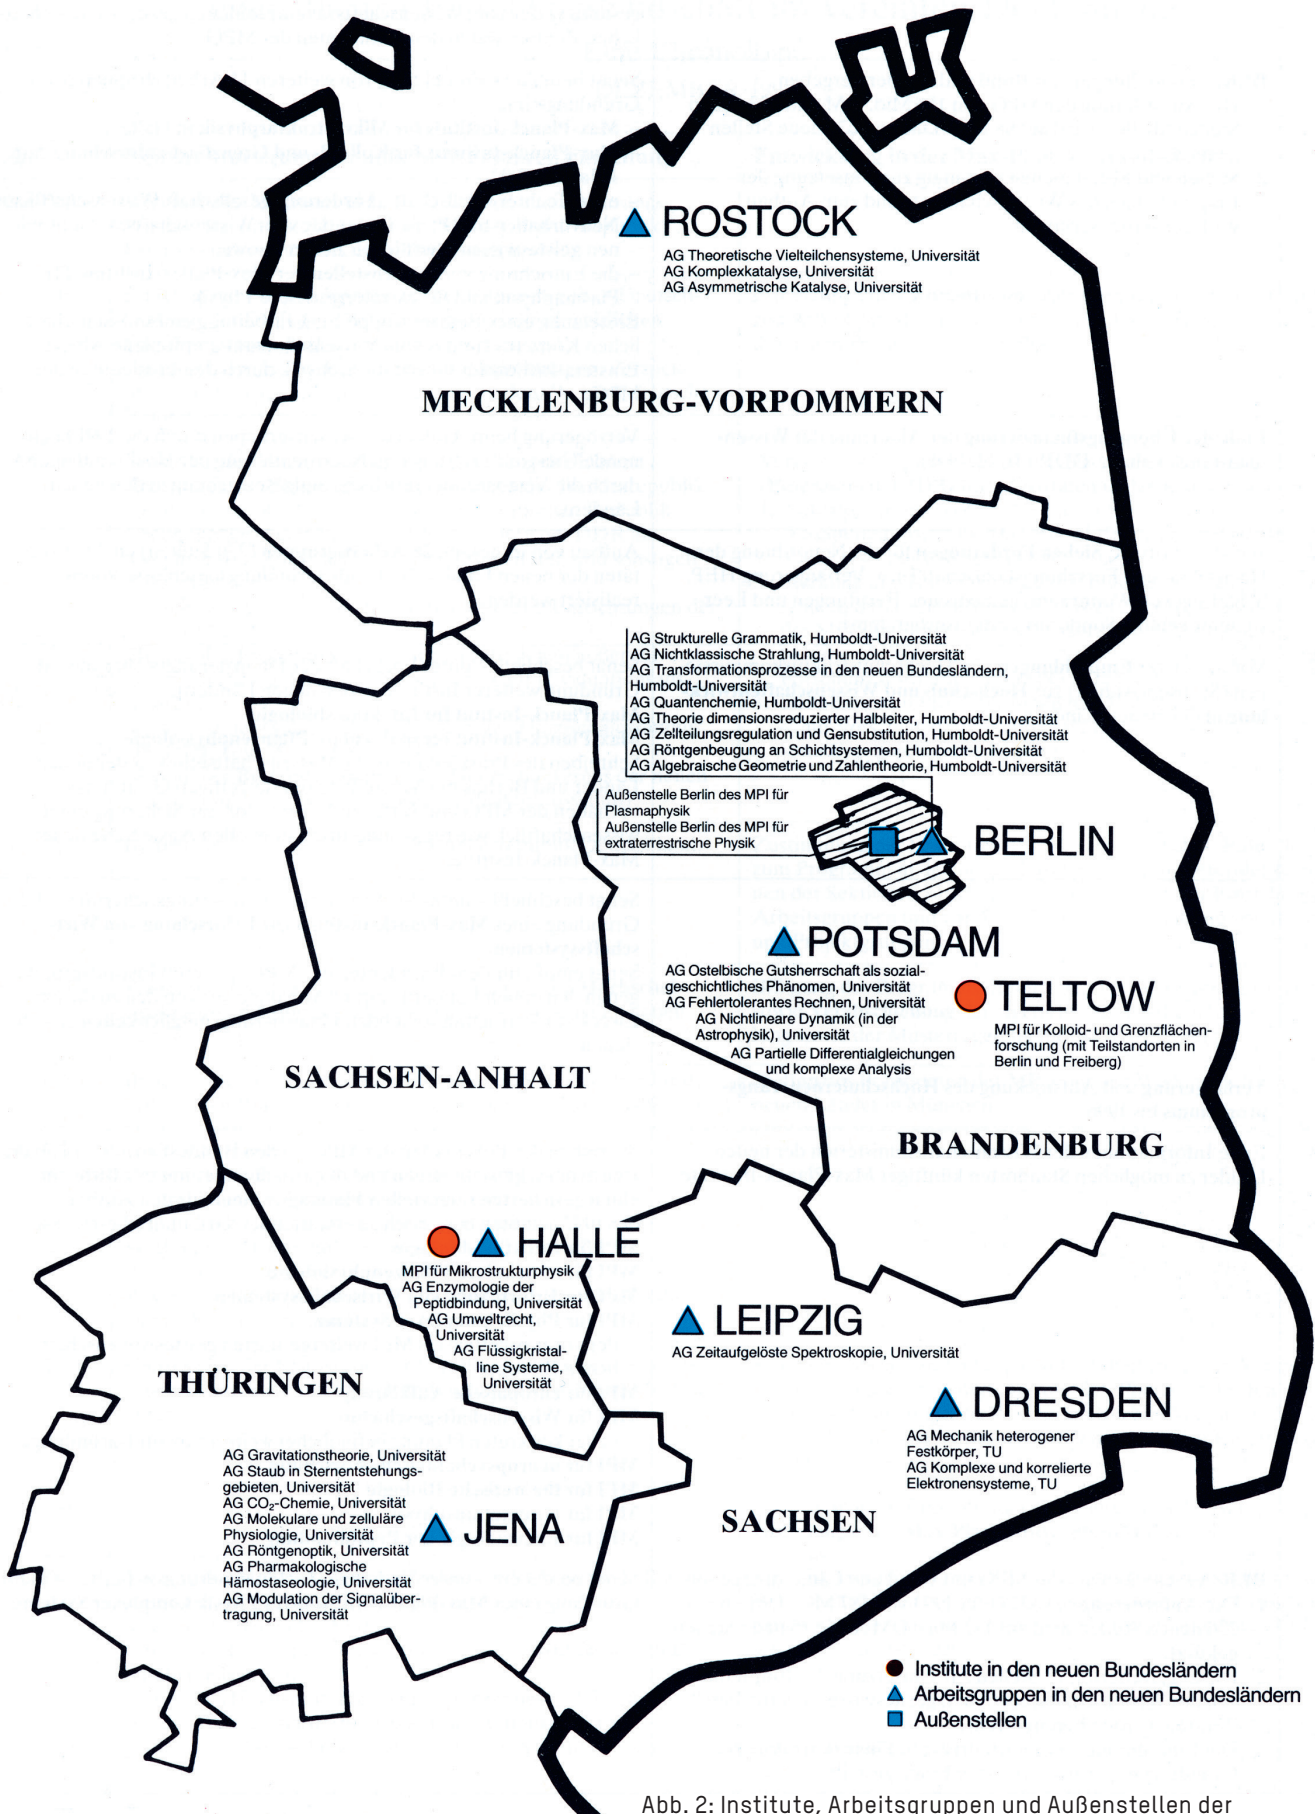 ROSTOCK
AG Theoretische Vielteilchensysteme, Universität
AG Komplexkatalyse, Universität
AG Asymmetrische Katalyse, Universität
MECKLENBURG-VORPOMMERN
AG Strukturelle Grammatik, Humboldt-Universität
AG Nichtklassische Strahlung, Humboldt-Universität
AG Transformationsprozesse in den neuen Bundesländern,
Humboldt-Universität
AG Quantenchemie, Humboldt-Universität
AG Theorie dimensionsreduzierter Halbleiter, Humboldt-Universität
AG Zellteilungsregulation und Gensubstitution, Humboldt-Universität
AG Röntgenbeugung an Schichtsystemen, Humboldt-Universität
AG Algebraische Geometrie und Zahlentheorie, Humboldt-Universität
Außenstelle Berlin des MPI für
Plasmaphysik
Außenstelle Berlin des MPI für
extraterrestrische Physik
BERLIN
POTSDAM
AG Ostelbische Gutsherrschaft als sozial-
geschichtliches Phänomen, Universität
AG Fehlertolerantes Rechnen, Universität
AG Nichtlineare Dynamik (in der
Astrophysik), Universität
AG Partielle Differentialgleichungen
und komplexe Analysis
TELTOW
MPI für Kolloid- und Grenzflächen-
forschung (mit Teilstandorten in
Berlin und Freiberg)
SACHSEN-ANHALT
BRANDENBURG
HALLE
MPI für Mikrostrukturphysik
AG Enzymologie der
Peptidbindung, Universität
AG Umweltrecht,
Universität
AG Flüssigkristal-
line Systeme,
Universität
LEIPZIG
AG Zeitaufgelöste Spektroskopie, Universität
THÜRINGEN
DRESDEN
AG Mechanik heterogener
Festkörper, TU
AG Komplexe und korrelierte
Elektronensysteme, TU
AG Gravitationstheorie, Universität
AG Staub in Sternentstehungs-
gebieten, Universität
AG CO₂-Chemie, Universität
AG Molekulare und zelluläre
Physiologie, Universität
AG Röntgenoptik, Universität
AG Pharmakologische
Hämostaseologie, Universität
AG Modulation der Signalüber-
tragung, Universität
JENA
SACHSEN
Institute in den neuen Bundesländern
Arbeitsgruppen in den neuen Bundesländern
Außenstellen
Abb. 2: Institute, Arbeitsgruppen und Außenstellen der